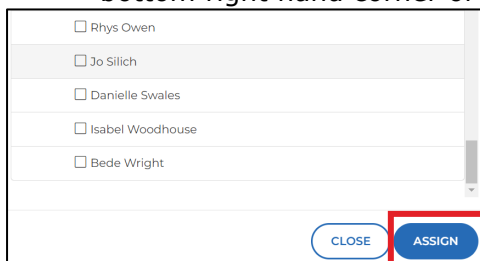 bottom right hand corner of
Rhys Owen
Jo Silich
Danielle Swales
Isabel Woodhouse
Bede Wright
CLOSE ASSIGN